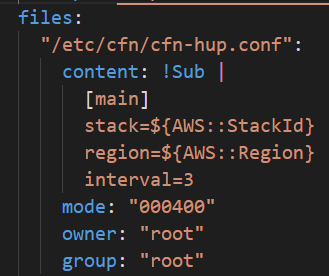 files:
"/etc/cfn/cfn-hup.conf":
content: !Sub |
[main]
stack=${AWS::StackId}
region=${AWS::Region}
interval=3
mode: "000400"
owner: "root"
group: "root"